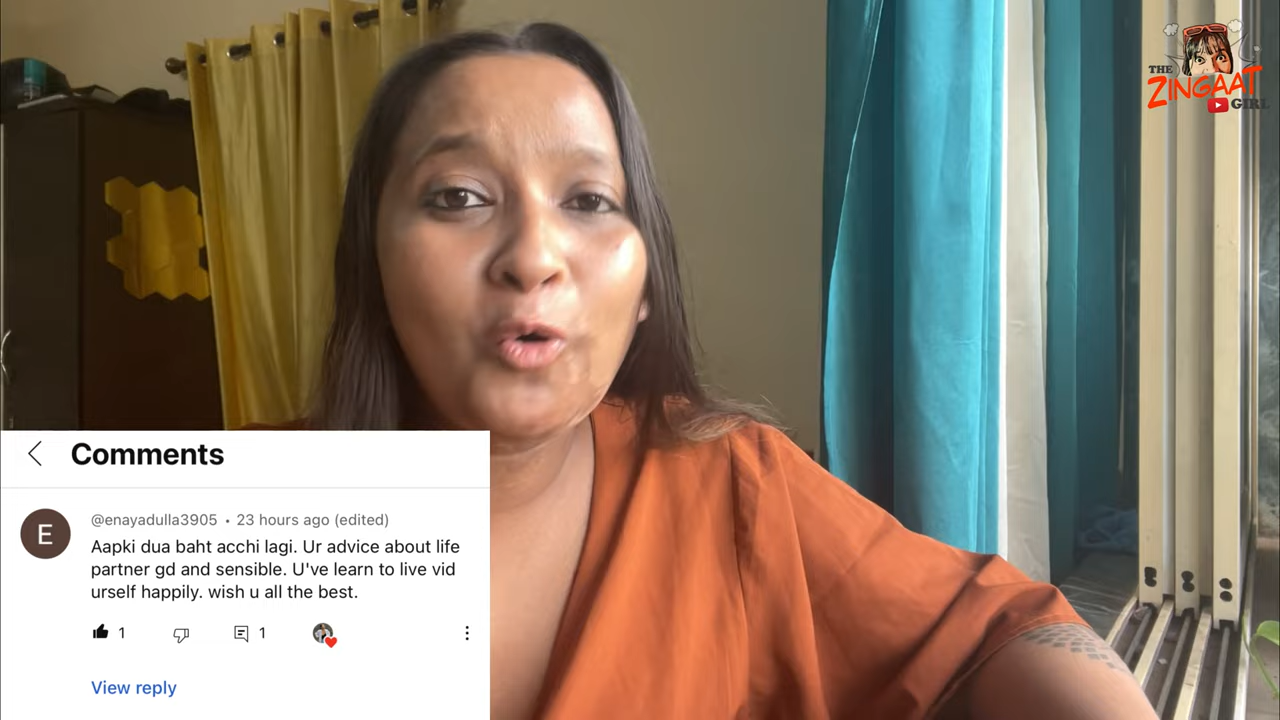 THE
ZINGAAT
GIRL
Comments
E
@enayadulla3905 • 23 hours ago (edited)
Aapki dua baht acchi lagi. Ur advice about life
partner gd and sensible. U've learn to live vid
urself happily. wish u all the best.
1
1
View reply